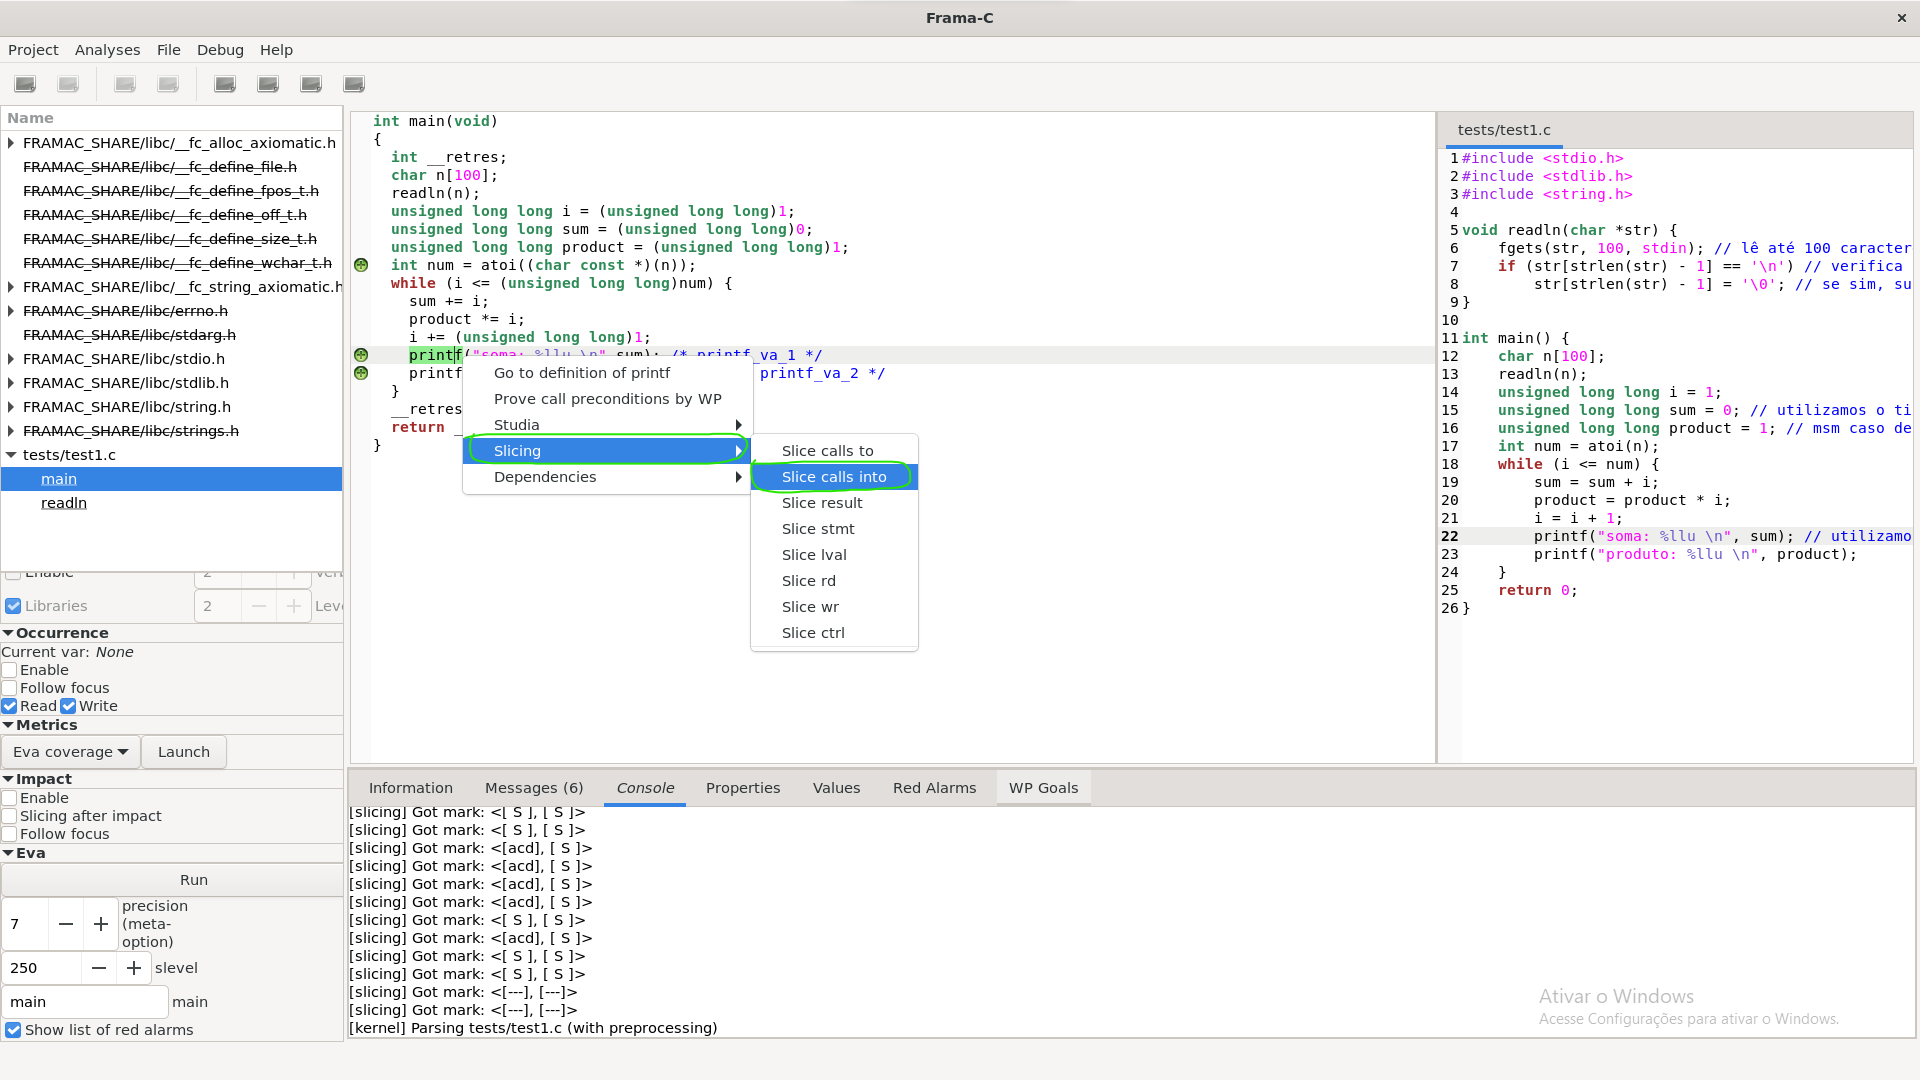 Frama-C
Project Analyses File Debug Help
Name
FRAMAC_SHARE/libc/__fc_alloc_axiomatic.h
FRAMAC_SHARE/libc/__fc_define_file.h
FRAMAC_SHARE/libc/__fc_define_fpos_t.h
FRAMAC_SHARE/libc/__fc_define_off_t.h
FRAMAC_SHARE/libc/__fc_define_size_t.h
FRAMAC_SHARE/libc/__fc_define_wchar_t.h
FRAMAC_SHARE/libc/__fc_string_axiomatic.h
FRAMAC_SHARE/libc/errno.h
FRAMAC_SHARE/libc/stdarg.h
FRAMAC_SHARE/libc/stdio.h
FRAMAC_SHARE/libc/stdlib.h
FRAMAC_SHARE/libc/string.h
FRAMAC_SHARE/libc/strings.h
tests/test1.c
main
readln
Enable 2
Libraries 2 Leve
Occurrence
Current var: None
Enable
Follow focus
Read Write
Metrics
Eva coverage Launch
Impact
Enable
Slicing after impact
Follow focus
Eva
Run
7 precision
(meta-
option)
250 slevel
main main
Show list of red alarms
int main(void)
{
int __retres;
char n[100];
readln(n);
unsigned long long i = (unsigned long long)1;
unsigned long long sum = (unsigned long long)0;
unsigned long long product = (unsigned long long)1;
int num = atoi((char const *)(n));
while (i <= (unsigned long long)num) {
sum += i;
product *= i;
i += (unsigned long long)1;
printf("soma: %llu \n",sum); /* printf_va_1 */
printf printf_va_2 */
}
__retres
return _
}
Go to definition of printf
Prove call preconditions by WP
Studia
Slicing
Dependencies
Slice calls to
Slice calls into
Slice result
Slice stmt
Slice lval
Slice rd
Slice wr
Slice ctrl
tests/test1.c
1 #include <stdio.h>
2 #include <stdlib.h>
3 #include <string.h>
4
5 void readln(char *str) {
6 fgets(str, 100, stdin); // lê até 100 caracter
7 if (str[strlen(str) - 1] == '\n') // verifica
8 str[strlen(str) - 1] = '\0'; // se sim, su
9 }
10
11 int main() {
12 char n[100];
13 readln(n);
14 unsigned long long i = 1;
15 unsigned long long sum = 0; // utilizamos o ti
16 unsigned long long product = 1; // msm caso de
17 int num = atoi(n);
18 while (i <= num) {
19 sum = sum + i;
20 product = product * i;
21 i = i + 1;
22 printf("soma: %llu \n", sum); // utilizamo
23 printf("produto: %llu \n", product);
24 }
25 return 0;
26 }
Information Messages (6) Console Properties Values Red Alarms WP Goals
[slicing] Got mark: <[ S ], [ S ]>
[slicing] Got mark: <[ S ], [ S ]>
[slicing] Got mark: <[acd], [ S ]>
[slicing] Got mark: <[acd], [ S ]>
[slicing] Got mark: <[acd], [ S ]>
[slicing] Got mark: <[acd], [ S ]>
[slicing] Got mark: <[ S ], [ S ]>
[slicing] Got mark: <[acd], [ S ]>
[slicing] Got mark: <[ S ], [ S ]>
[slicing] Got mark: <[ S ], [ S ]>
[slicing] Got mark: <[---], [---]>
[slicing] Got mark: <[---], [---]>
[kernel] Parsing tests/test1.c (with preprocessing)
Ativar o Windows
Acesse Configurações para ativar o Windows.